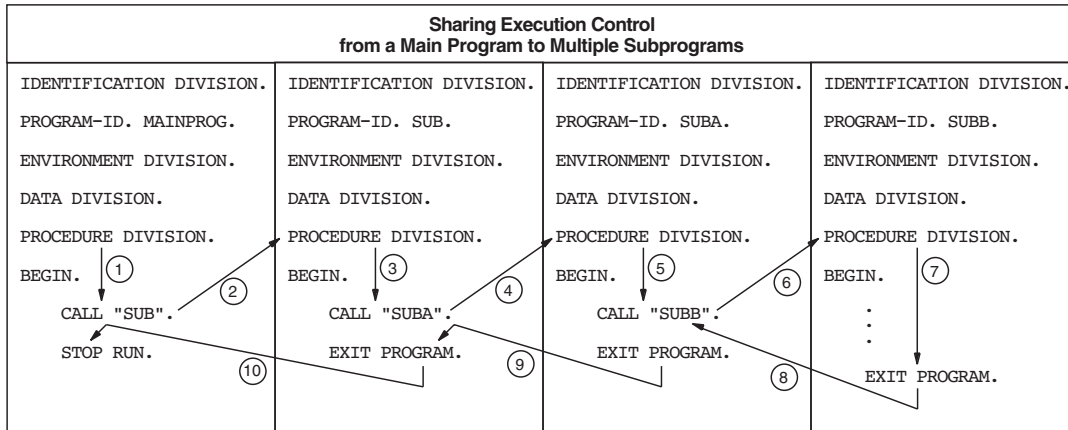 Sharing Execution Control
from a Main Program to Multiple Subprograms
IDENTIFICATION DIVISION.
PROGRAM-ID. MAINPROG.
ENVIRONMENT DIVISION.
DATA DIVISION.
PROCEDURE DIVISION.
1
BEGIN.
2
CALL "SUB".
STOP RUN.
10
IDENTIFICATION DIVISION.
PROGRAM-ID. SUB.
ENVIRONMENT DIVISION.
DATA DIVISION.
PROCEDURE DIVISION.
3
BEGIN.
4
CALL "SUBA".
EXIT PROGRAM.
9
IDENTIFICATION DIVISION.
PROGRAM-ID. SUBA.
ENVIRONMENT DIVISION.
DATA DIVISION.
PROCEDURE DIVISION.
5
BEGIN.
6
CALL "SUBB".
EXIT PROGRAM.
8
IDENTIFICATION DIVISION.
PROGRAM-ID. SUBB.
ENVIRONMENT DIVISION.
DATA DIVISION.
PROCEDURE DIVISION.
7
BEGIN.
.
.
.
EXIT PROGRAM.